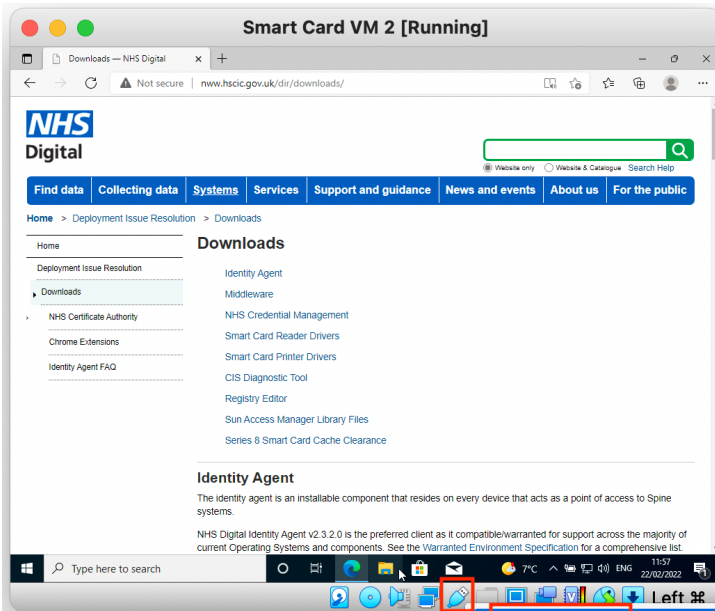 Smart Card VM 2 [Running]
Downloads — NHS Digital
Not secure | nww.hscic.gov.uk/dir/downloads/
NHS
Digital
Website only Website & Catalogue Search Help
Find data Collecting data Systems Services Support and guidance News and events About us For the public
Home > Deployment Issue Resolution > Downloads
Home
Deployment Issue Resolution
Downloads
NHS Certificate Authority
Chrome Extensions
Identity Agent FAQ
Downloads
Identity Agent
Middleware
NHS Credential Management
Smart Card Reader Drivers
Smart Card Printer Drivers
CIS Diagnostic Tool
Registry Editor
Sun Access Manager Library Files
Series 8 Smart Card Cache Clearance
Identity Agent
The identity agent is an installable component that resides on every device that acts as a point of access to Spine
systems.
NHS Digital Identity Agent v2.3.2.0 is the preferred client as it compatible/warranted for support across the majority of
current Operating Systems and components. See the Warranted Environment Specification for a comprehensive list.
Type here to search
7°C
ENG
11:57
22/02/2022
Left ⌘